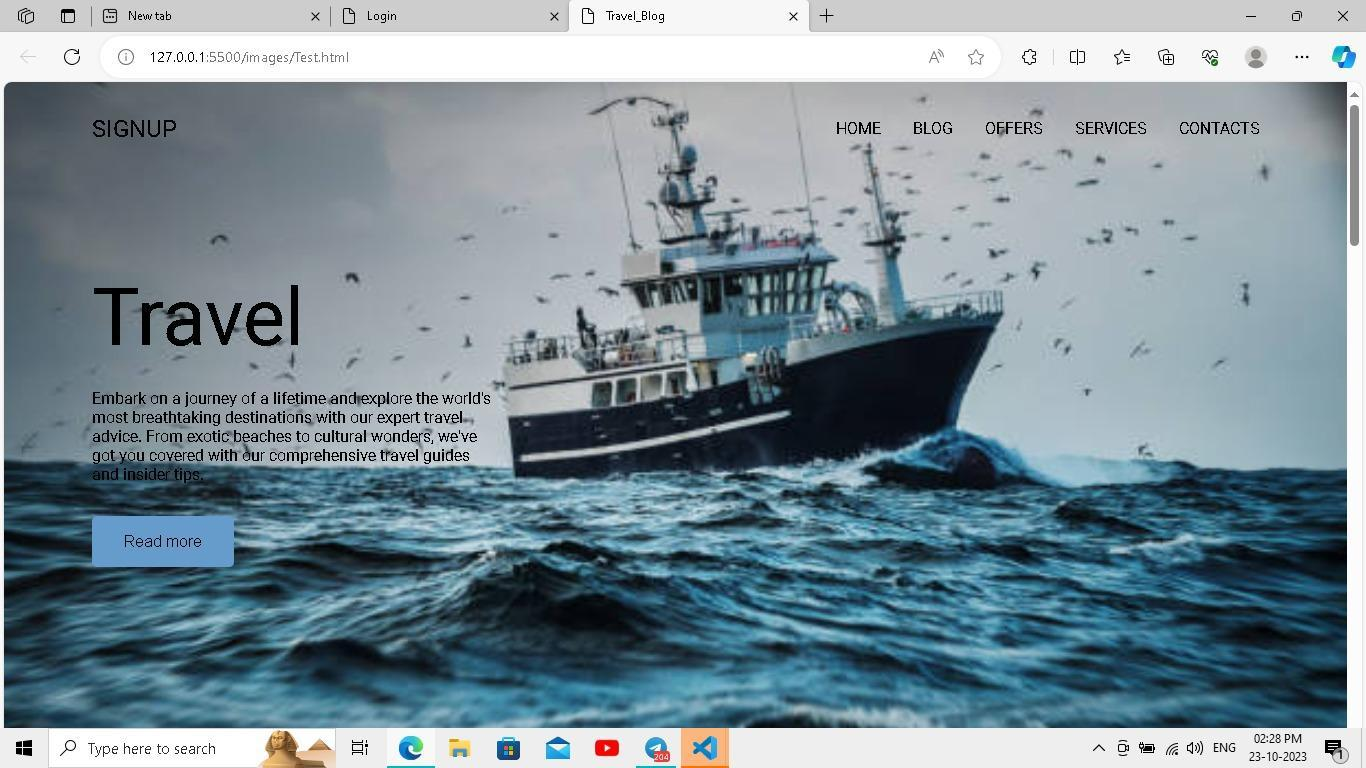 New tab
Login
Travel_Blog
127.0.0.1:5500/images/Test.html
SIGNUP
HOME BLOG OFFERS SERVICES CONTACTS
Travel
Embark on a journey of a lifetime and explore the world's
most breathtaking destinations with our expert travel
advice. From exotic beaches to cultural wonders, we've
got you covered with our comprehensive travel guides
and insider tips.
Read more
Type here to search
204
ENG
02:28 PM
23-10-2023
1